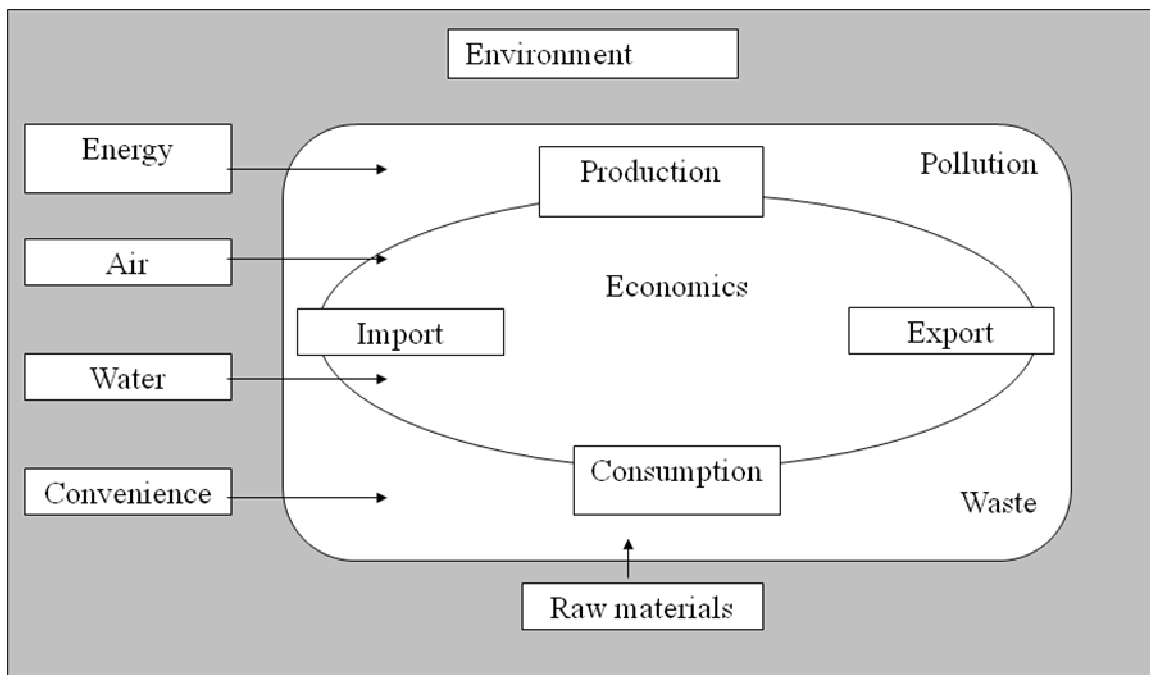 Environment
Energy
Production
Pollution
Air
Economics
Import
Export
Water
Consumption
Convenience
Waste
Raw materials